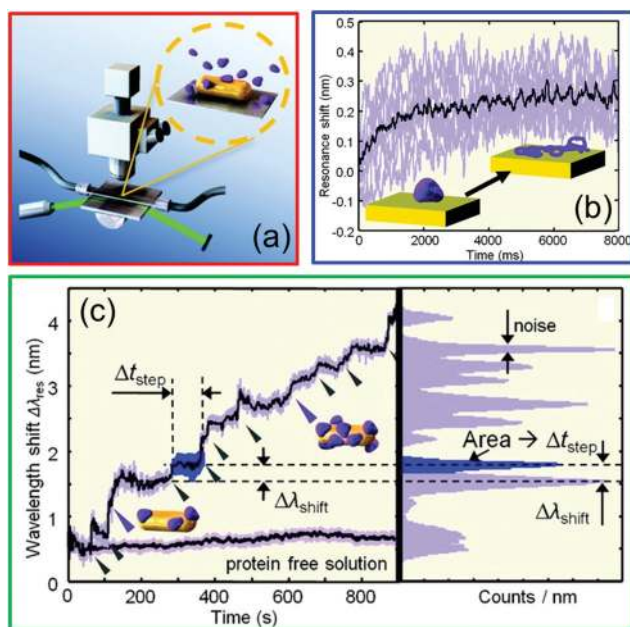 (a)
Resonance shift (nm)
0.5
0.4
0.3
0.2
0.1
0.0
-0.1
-0.2
0 2000 4000 6000 8000
Time (ms)
(b)
(c)
Wavelength shift Δλres (nm)
4
3
2
1
0
Δtstep
Δλshift
protein free solution
0 200 400 600 800
Time (s)
noise
Area → Δtstep
Δλshift
Counts / nm